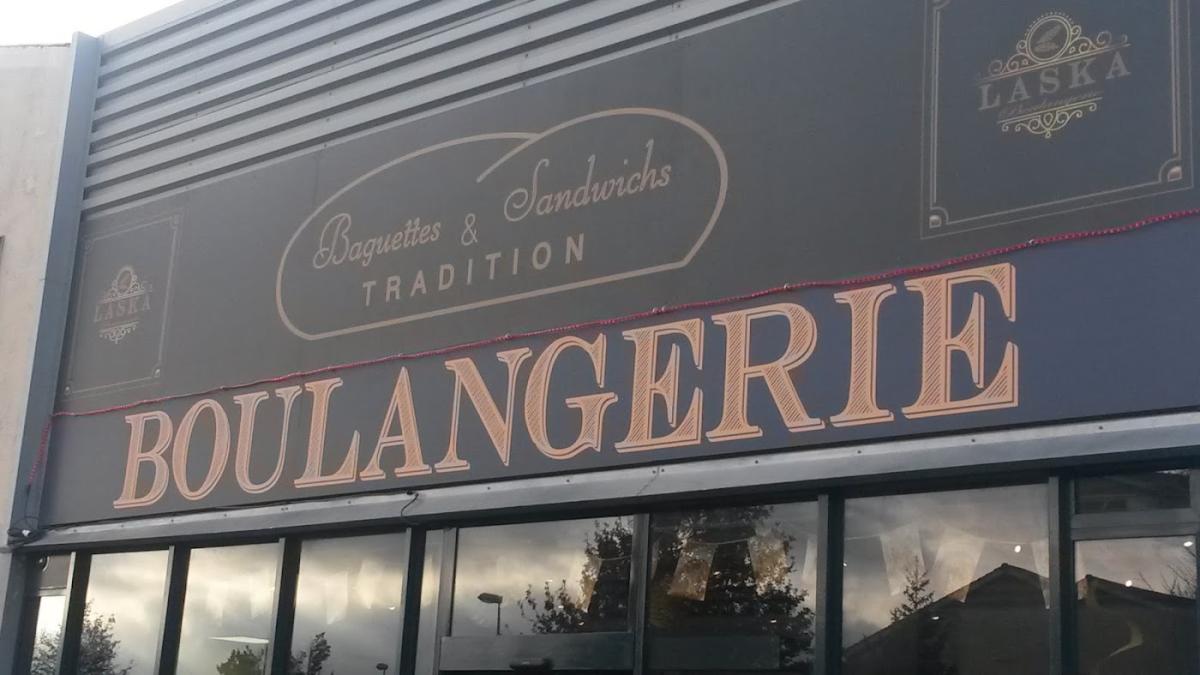 LASKA
Baguettes & Sandwichs
TRADITION
LASKA
BOULANGERIE